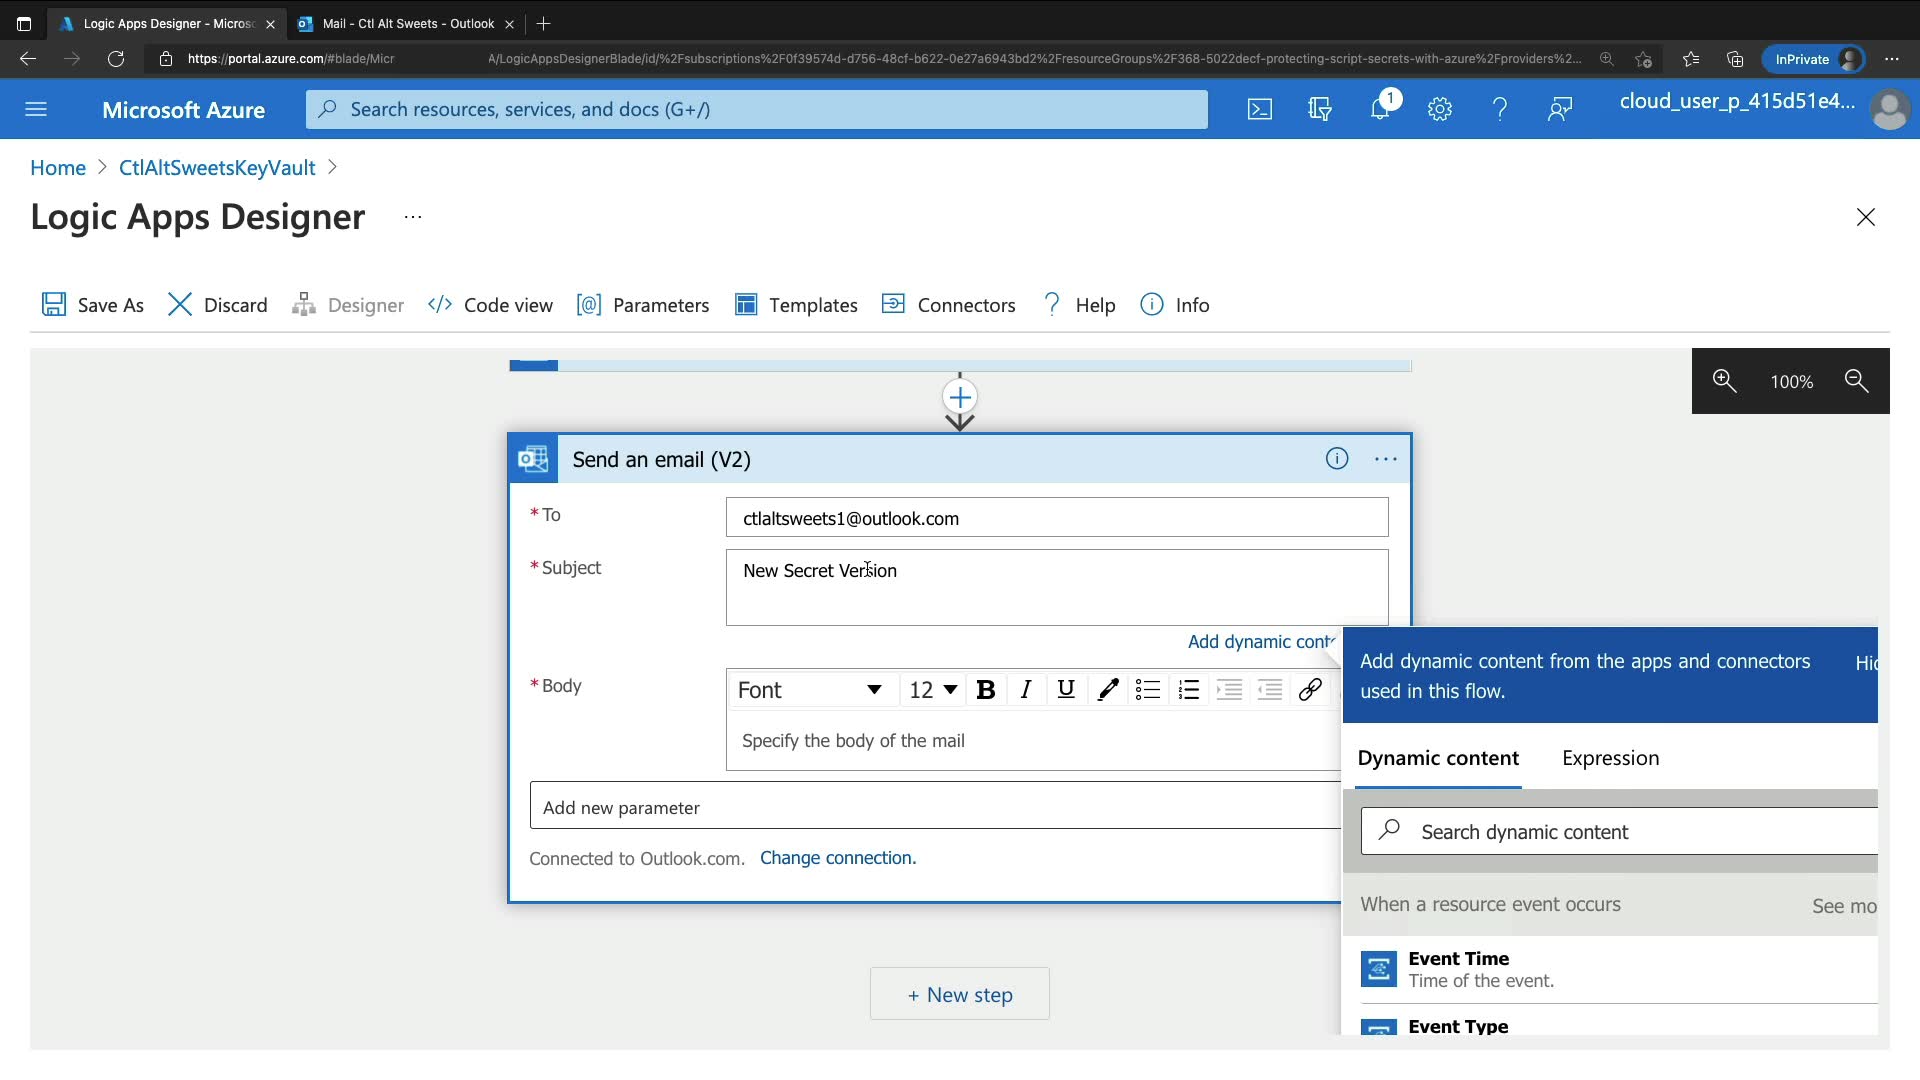 Logic Apps Designer - Micros
Mail - Ctl Alt Sweets - Outlook
https://portal.azure.com/#blade/Micr A/LogicAppsDesignerBlade/id/%2Fsubscriptions%2F0f39574d-d756-48cf-b622-0e27a6943bd2%2FresourceGroups%2F368-5022decf-protecting-script-secrets-with-azure%2Fproviders%2...
InPrivate
Microsoft Azure
Search resources, services, and docs (G+/)
1
cloud_user_p_415d51e4...
Home > CtlAltSweetsKeyVault >
Logic Apps Designer ...
Save As Discard Designer Code view Parameters Templates Connectors Help Info
100%
Send an email (V2)
* To
ctlaltsweets1@outlook.com
* Subject
New Secret Version
Add dynamic conte
* Body
Font 12 B I U
Specify the body of the mail
Add new parameter
Connected to Outlook.com. Change connection.
+ New step
Add dynamic content from the apps and connectors
used in this flow.
Hid
Dynamic content Expression
Search dynamic content
When a resource event occurs See mo
Event Time
Time of the event.
Event Type